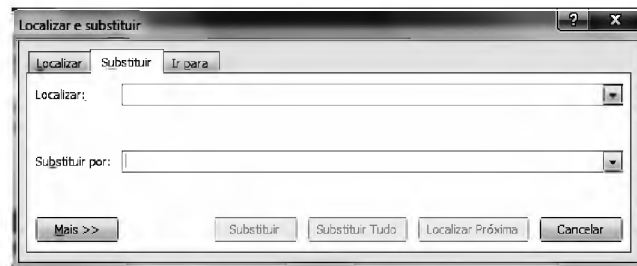 Localizar e substituir
? X
Localizar Substituir Ir para
Localizar:
Substituir por:
Mais >> Substituir Substituir Tudo Localizar Próxima Cancelar